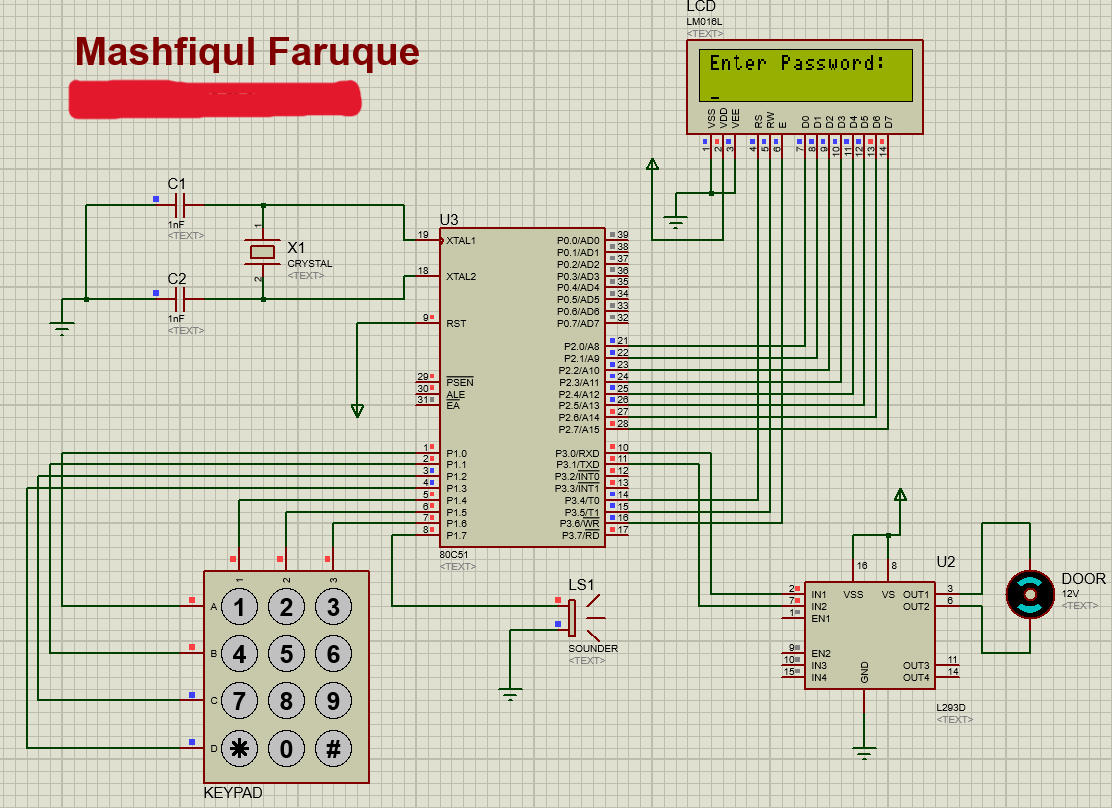 Mashfiqul Faruque
LCD
LM016L
<TEXT>
Enter Password:
_
VSS VDD VEE RS RW E D0 D1 D2 D3 D4 D5 D6 D7
1 2 3 4 5 6 7 8 9 10 11 12 13 14
C1
1nF
<TEXT>
X1
CRYSTAL
<TEXT>
1
2
C2
1nF
<TEXT>
U3
19 XTAL1
18 XTAL2
9 RST
29 PSEN
30 ALE
31 EA
1 P1.0
2 P1.1
3 P1.2
4 P1.3
5 P1.4
6 P1.5
7 P1.6
8 P1.7
P0.0/AD0 39
P0.1/AD1 38
P0.2/AD2 37
P0.3/AD3 36
P0.4/AD4 35
P0.5/AD5 34
P0.6/AD6 33
P0.7/AD7 32
P2.0/A8 21
P2.1/A9 22
P2.2/A10 23
P2.3/A11 24
P2.4/A12 25
P2.5/A13 26
P2.6/A14 27
P2.7/A15 28
P3.0/RXD 10
P3.1/TXD 11
P3.2/INT0 12
P3.3/INT1 13
P3.4/T0 14
P3.5/T1 15
P3.6/WR 16
P3.7/RD 17
80C51
<TEXT>
1 2 3
A 1 2 3
B 4 5 6
C 7 8 9
D * 0 #
KEYPAD
LS1
SOUNDER
<TEXT>
U2
16 8
VSS VS
2 IN1
7 IN2
1 EN1
9 EN2
10 IN3
15 IN4
OUT1 3
OUT2 6
OUT3 11
OUT4 14
GND
L293D
<TEXT>
DOOR
12V
<TEXT>